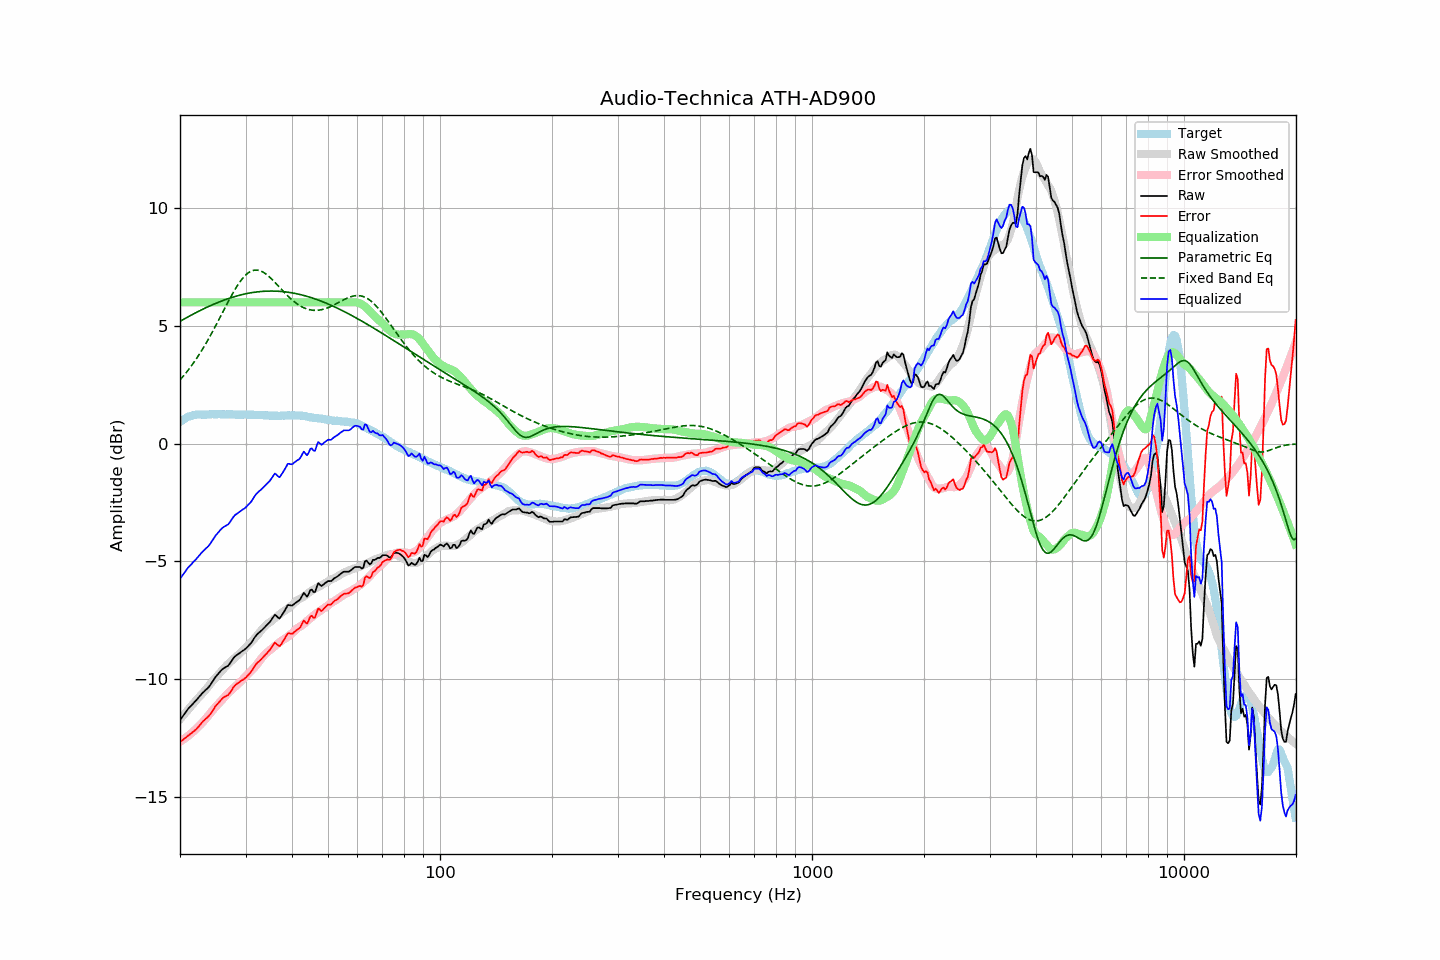 Audio-Technica ATH-AD900
Target
Raw Smoothed
Error Smoothed
Raw
Error
Equalization
Parametric Eq
Fixed Band Eq
Equalized
Amplitude (dBr)
10
5
0
−5
−10
−15
100
1000
10000
Frequency (Hz)